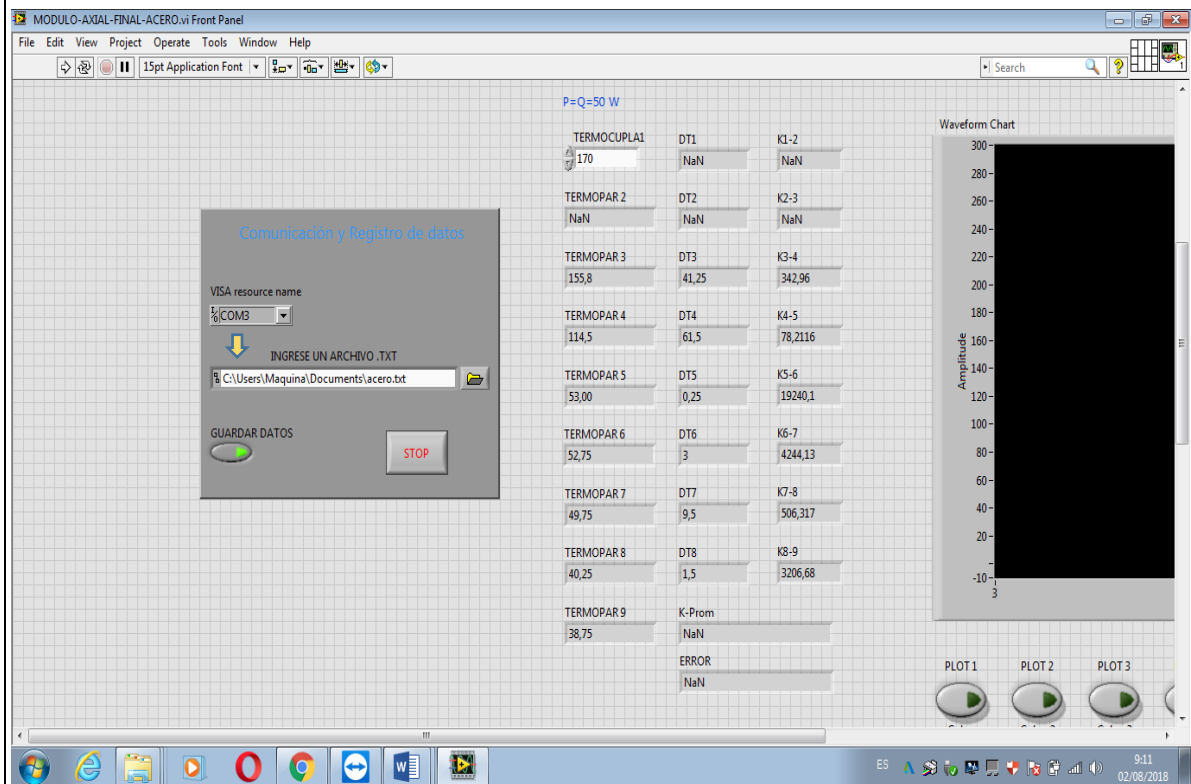 MODULO-AXIAL-FINAL-ACERO.vi Front Panel
File Edit View Project Operate Tools Window Help
15pt Application Font
Search
P=Q=50 W
TERMOCUPLA1 DT1 K1-2
170 NaN NaN
TERMOPAR 2 DT2 K2-3
NaN NaN NaN
TERMOPAR 3 DT3 K3-4
155,8 41,25 342,96
TERMOPAR 4 DT4 K4-5
114,5 61,5 78,2116
TERMOPAR 5 DT5 K5-6
53,00 0,25 19240,1
TERMOPAR 6 DT6 K6-7
52,75 3 4244,13
TERMOPAR 7 DT7 K7-8
49,75 9,5 506,317
TERMOPAR 8 DT8 K8-9
40,25 1,5 3206,68
TERMOPAR 9 K-Prom
38,75 NaN
ERROR
NaN
Comunicación y Registro de datos
VISA resource name
COM3
INGRESE UN ARCHIVO .TXT
C:\Users\Maquina\Documents\acero.txt
GUARDAR DATOS
STOP
Waveform Chart
Amplitude
300
280
260
240
220
200
180
160
140
120
100
80
60
40
20
-10
3
PLOT 1 PLOT 2 PLOT 3
ES
9:11
02/08/2018